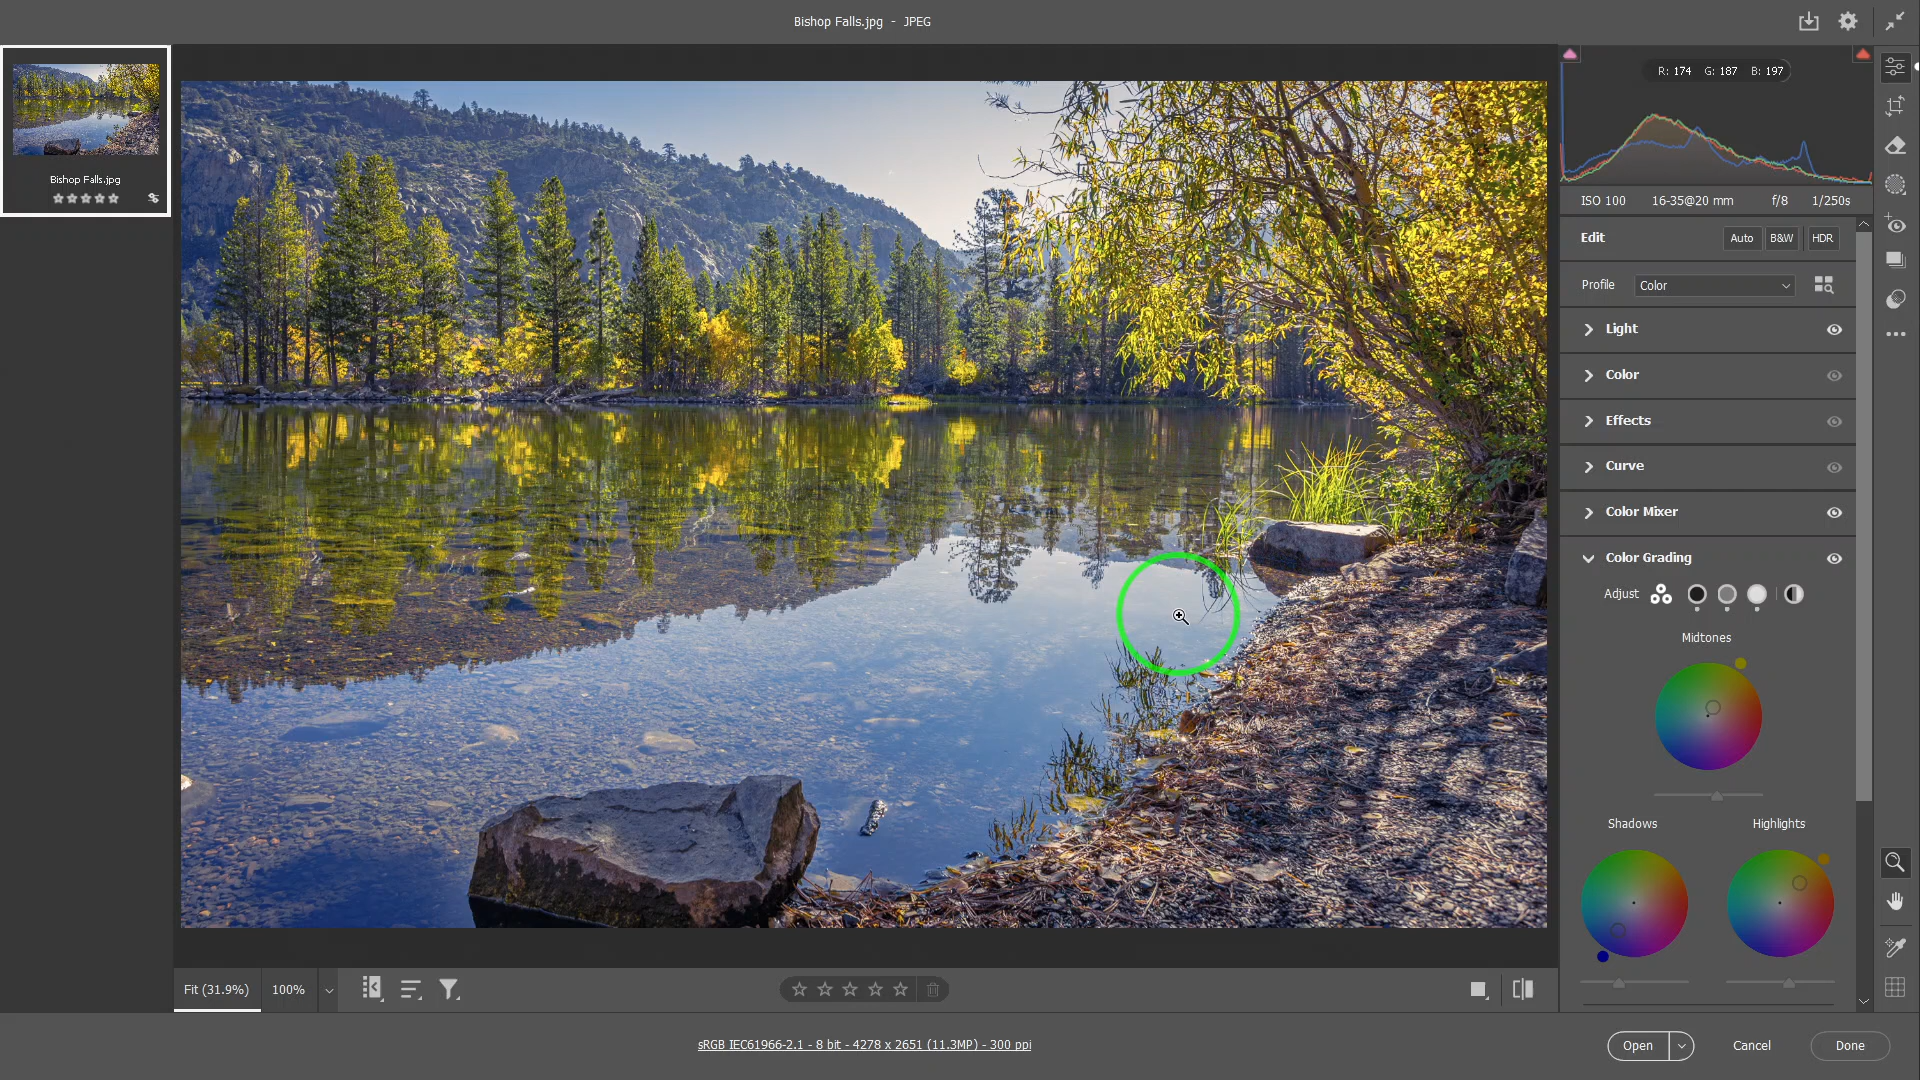 Bishop Falls.jpg - JPEG
Bishop Falls.jpg
R: 174 G: 187 B: 197
ISO 100 16-35@20 mm f/8 1/250s
Edit Auto B&W HDR
Profile Color
Light
Color
Effects
Curve
Color Mixer
Color Grading
Adjust
Midtones
Shadows Highlights
Fit (31.9%) 100%
sRGB IEC61966-2.1 - 8 bit - 4278 x 2651 (11.3MP) - 300 ppi
Open Cancel Done